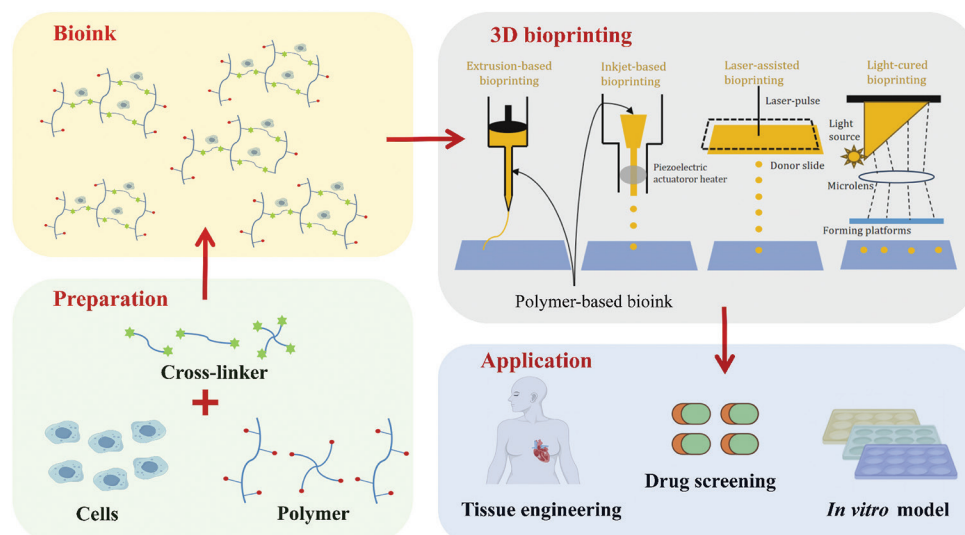 Bioink
3D bioprinting
Extrusion-based
bioprinting
Inkjet-based
bioprinting
Laser-assisted
bioprinting
Light-cured
bioprinting
Laser-pulse
Light
source
Piezoelectric
actuatoror heater
Donor slide
Microlens
Forming platforms
Polymer-based bioink
Preparation
Cross-linker
+
Cells
Polymer
Application
Tissue engineering
Drug screening
In vitro model